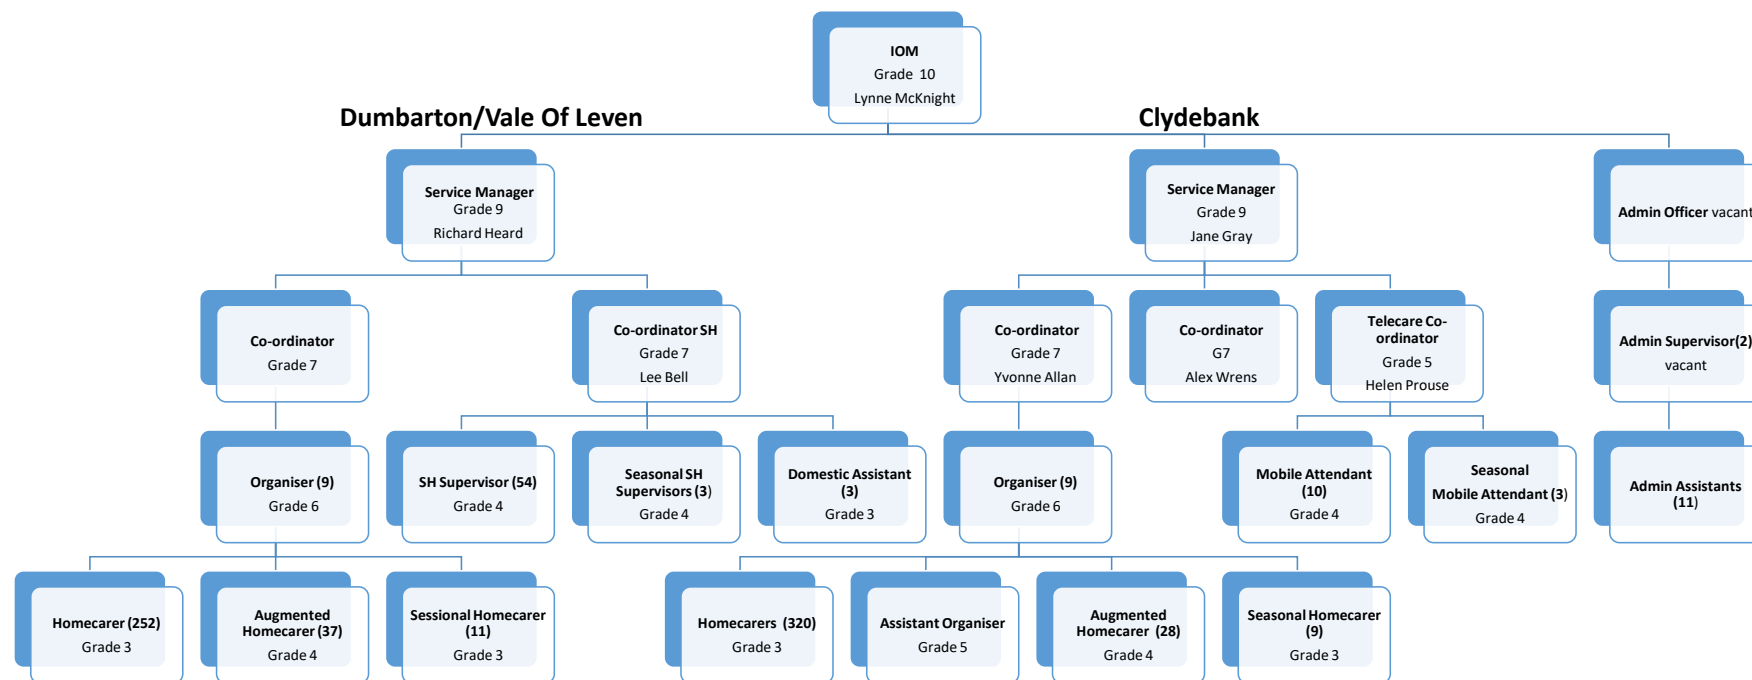 IOM
Grade  10
Lynne McKnight
Dumbarton/Vale Of Leven
Clydebank
Service Manager
Grade 9
Richard Heard
Service Manager
Grade 9
Jane Gray
Admin Officer vacant
Co-ordinator
Grade 7
Co-ordinator SH
Grade 7
Lee Bell
Co-ordinator
Grade 7
Yvonne Allan
Co-ordinator
G7
Alex Wrens
Telecare Co-
ordinator
Grade 5
Helen Prouse
Admin Supervisor(2)
vacant
Organiser (9)
Grade 6
SH Supervisor (54)
Grade 4
Seasonal SH
Supervisors (3)
Grade 4
Domestic Assistant
(3)
Grade 3
Organiser (9)
Grade 6
Mobile Attendant
(10)
Grade 4
Seasonal
Mobile Attendant (3)
Grade 4
Admin Assistants
(11)
Homecarer (252)
Grade 3
Augmented
Homecarer (37)
Grade 4
Sessional Homecarer
(11)
Grade 3
Homecarers (320)
Grade 3
Assistant Organiser
Grade 5
Augmented
Homecarer (28)
Grade 4
Seasonal Homecarer
(9)
Grade 3